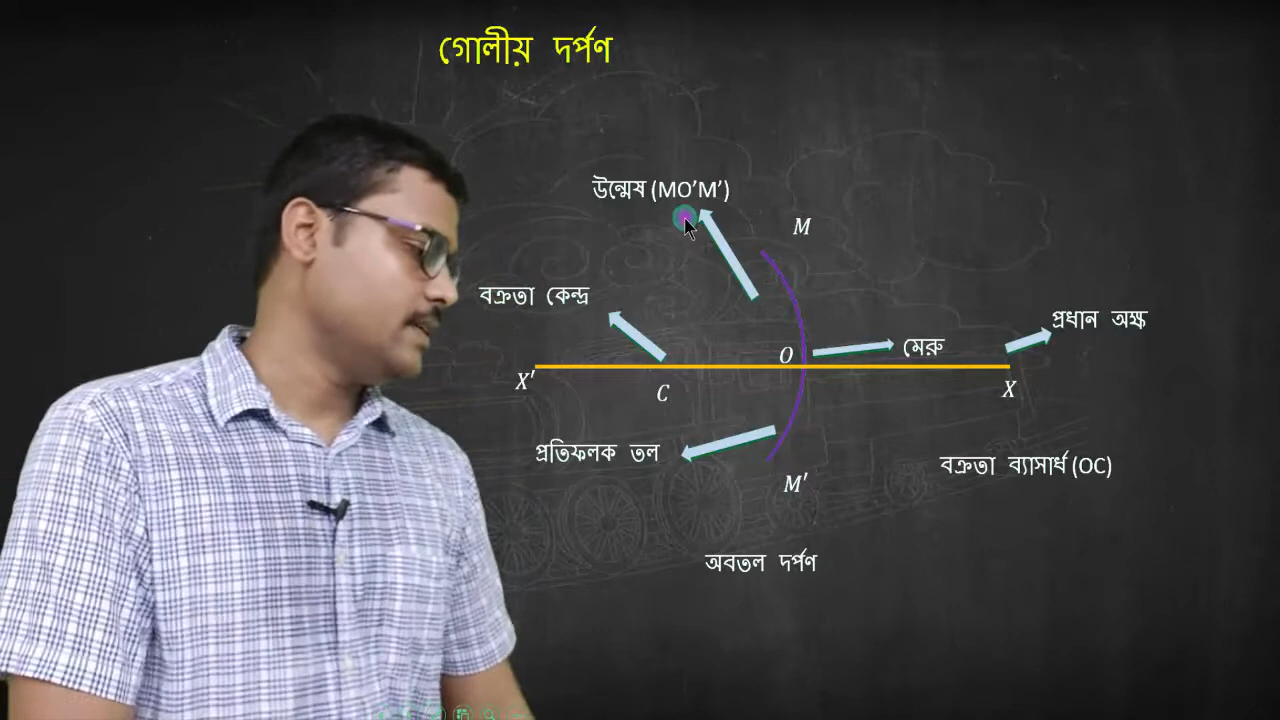 গোলীয় দর্পণ
উন্মেষ (MO'M')
M
বক্রতা কেন্দ্র
প্রধান অক্ষ
O
মেরু
X'
C
X
প্রতিফলক তল
বক্রতা ব্যাসার্ধ (OC)
M'
অবতল দর্পণ